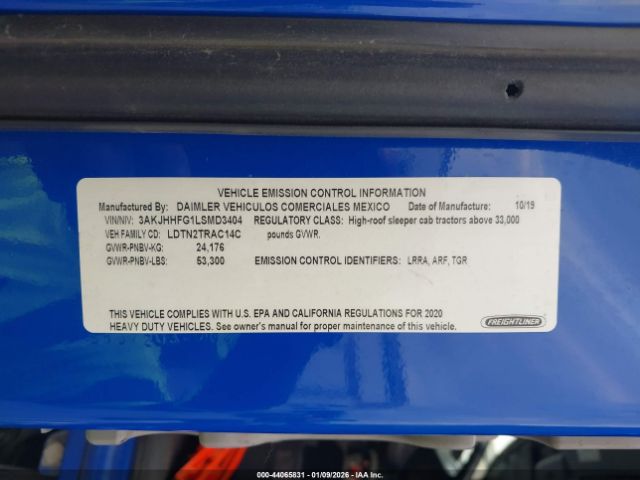 VEHICLE EMISSION CONTROL INFORMATION
Manufactured By: DAIMLER VEHICULOS COMERCIALES MEXICO Date of Manufacture: 10/19
VIN/NIV: 3AKJHHFG1LSMD3404 REGULATORY CLASS: High-roof sleeper cab tractors above 33,000
VEH FAMILY CD: LDTN2TRAC14C pounds GVWR.
GVWR-PNBV-KG: 24,176
GVWR-PNBV-LBS: 53,300 EMISSION CONTROL IDENTIFIERS: LRRA, ARF, TGR
THIS VEHICLE COMPLIES WITH U.S. EPA AND CALIFORNIA REGULATIONS FOR 2020
HEAVY DUTY VEHICLES. See owner's manual for proper maintenance of this vehicle.
FREIGHTLINER
000-44065831 - 01/09/2026 - IAA Inc.